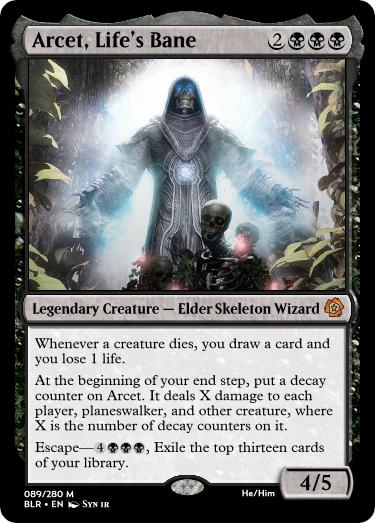 Arcet, Life's Bane 2
Legendary Creature — Elder Skeleton Wizard
Whenever a creature dies, you draw a card and
you lose 1 life.
At the beginning of your end step, put a decay
counter on Arcet. It deals X damage to each
player, planeswalker, and other creature, where
X is the number of decay counters on it.
Escape—4, Exile the top thirteen cards
of your library.
4/5
089/280 M
He/Him
BLR • EN Syn ir